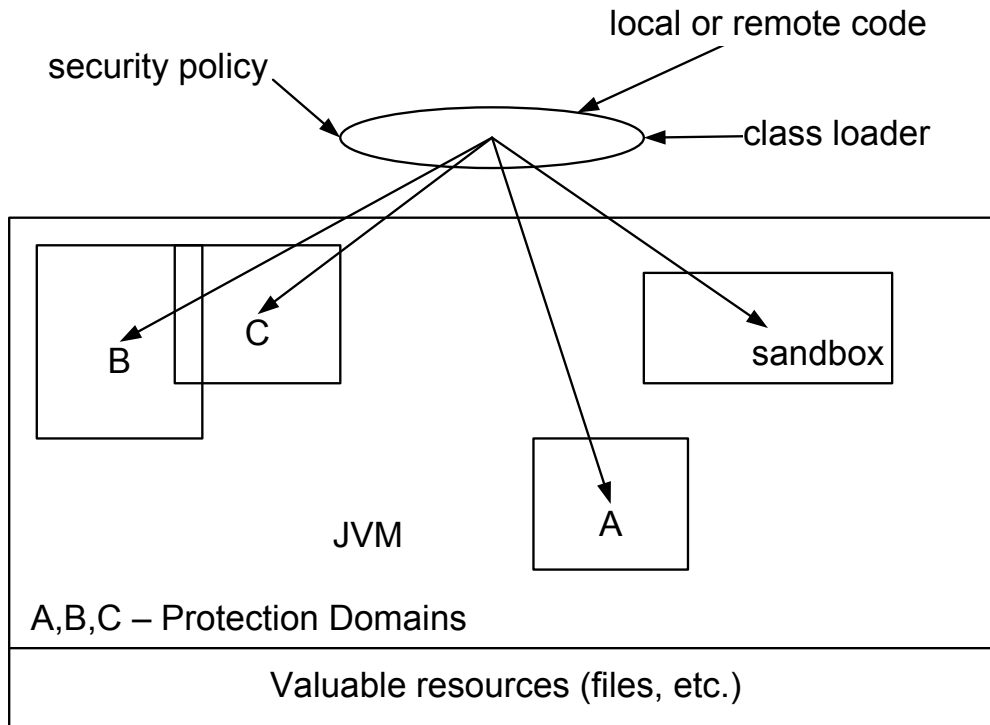 local or remote code
security policy
class loader
B
C
sandbox
A
JVM
A,B,C – Protection Domains
Valuable resources (files, etc.)